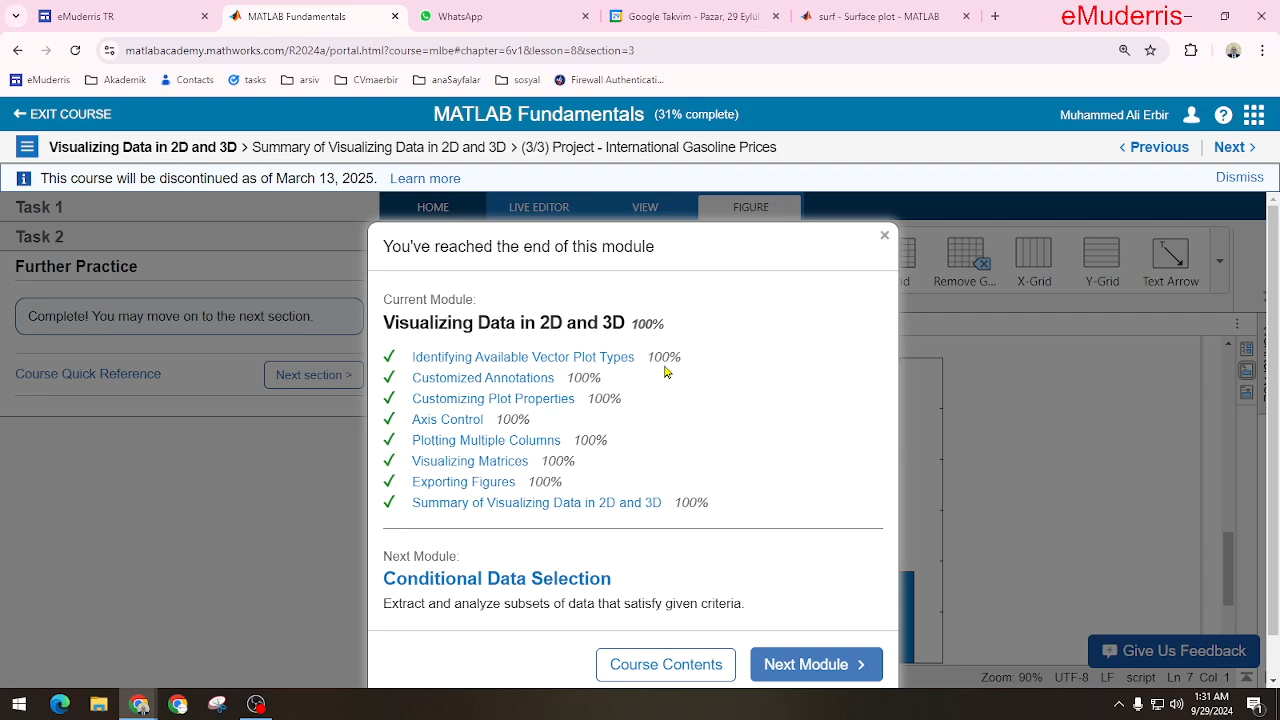 eMuderris TR
MATLAB Fundamentals
WhatsApp
Google Takvim - Pazar, 29 Eylül
surf - Surface plot - MATLAB
eMuderris
matlabacademy.mathworks.com/R2024a/portal.html?course=mlbe#chapter=6v1&lesson=8&section=3
eMuderris
Akademik
Contacts
tasks
arsiv
CVmaerbir
anaSayfalar
sosyal
Firewall Authenticati...
EXIT COURSE
MATLAB Fundamentals (31% complete)
Muhammed Ali Erbir
Visualizing Data in 2D and 3D > Summary of Visualizing Data in 2D and 3D > (3/3) Project - International Gasoline Prices
< Previous
Next >
This course will be discontinued as of March 13, 2025. Learn more
Dismiss
Task 1
HOME
LIVE EDITOR
VIEW
FIGURE
Task 2
You've reached the end of this module
Further Practice
Remove G...
X-Grid
Y-Grid
Text Arrow
Complete! You may move on to the next section.
Current Module:
Visualizing Data in 2D and 3D 100%
Identifying Available Vector Plot Types 100%
Course Quick Reference
Next section >
Customized Annotations 100%
Customizing Plot Properties 100%
Axis Control 100%
Plotting Multiple Columns 100%
Visualizing Matrices 100%
Exporting Figures 100%
Summary of Visualizing Data in 2D and 3D 100%
Next Module:
Conditional Data Selection
Extract and analyze subsets of data that satisfy given criteria.
Course Contents
Next Module >
Give Us Feedback
Zoom: 90%
UTF-8
LF
script
Ln 7 Col 1
1:31 AM
9/29/2024